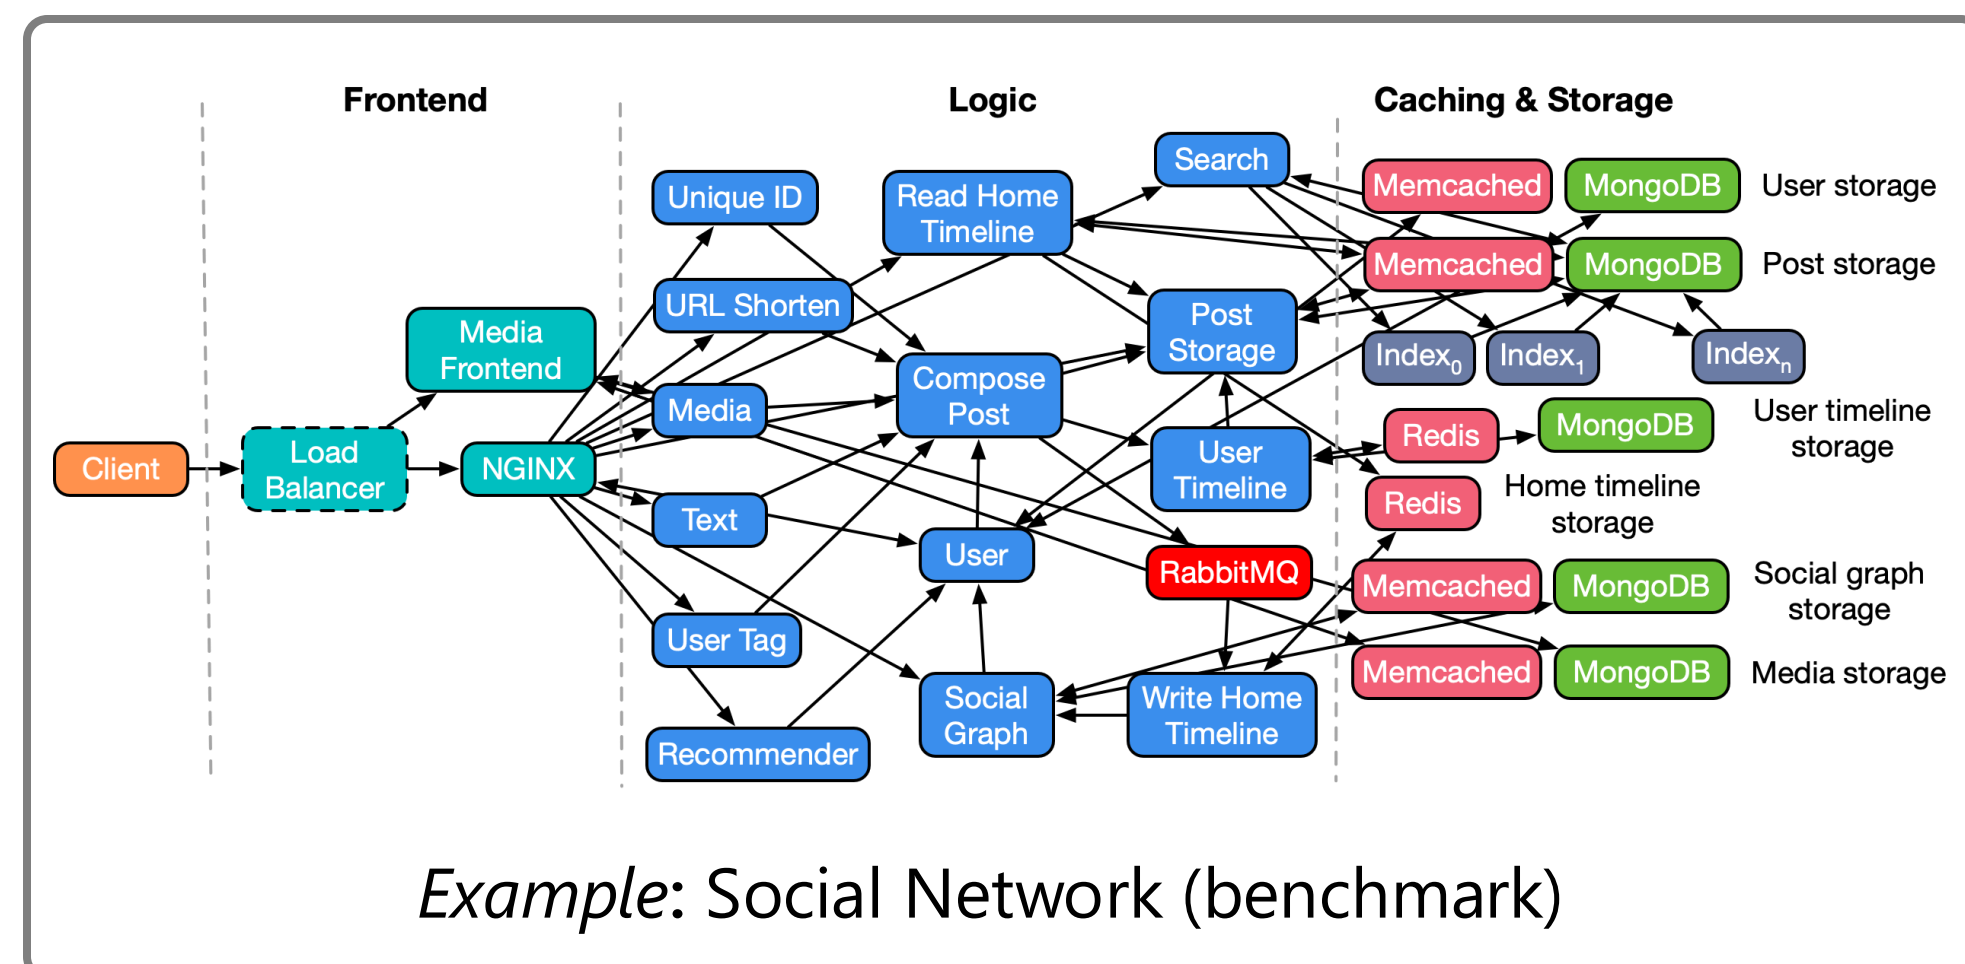 Frontend
Logic
Caching & Storage
Client
Load
Balancer
Media
Frontend
NGINX
Unique ID
URL Shorten
Media
Text
User Tag
Recommender
Read Home
Timeline
Compose
Post
User
Social
Graph
Search
Post
Storage
User
Timeline
RabbitMQ
Write Home
Timeline
Memcached
MongoDB
User storage
Memcached
MongoDB
Post storage
Index0
Index1
Indexn
Redis
MongoDB
User timeline
storage
Redis
Home timeline
storage
Memcached
MongoDB
Social graph
storage
Memcached
MongoDB
Media storage
Example: Social Network (benchmark)